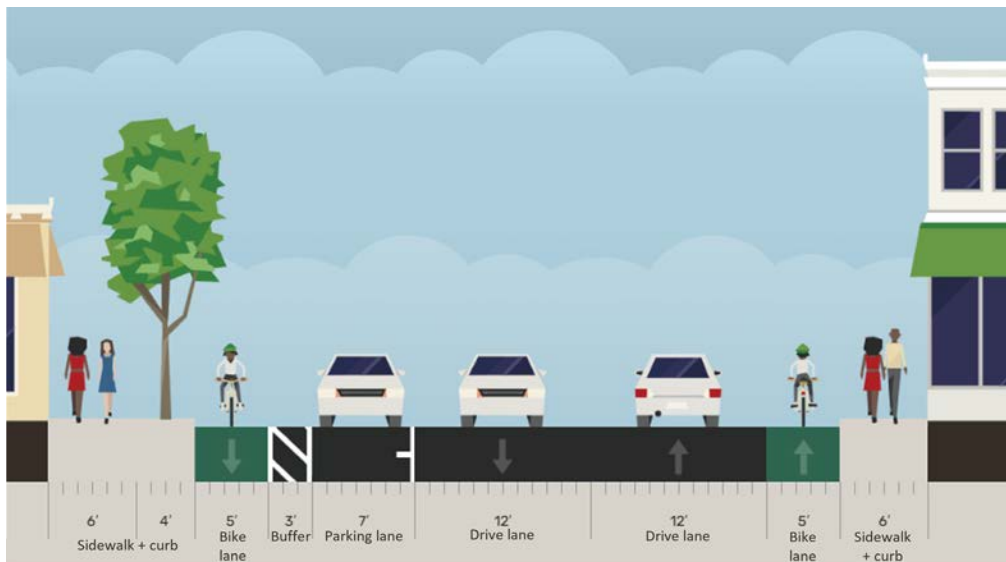 6' 4' 5' 3' 7' 12' 12' 5' 6'
Sidewalk + curb Bike Buffer Parking lane Drive lane Drive lane Bike Sidewalk
lane lane + curb